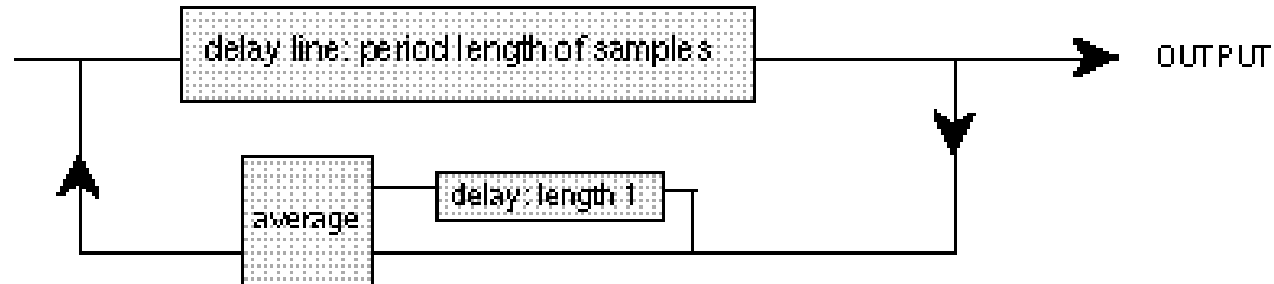 delay line: period length of samples
OUTPUT
delay: length 1
average